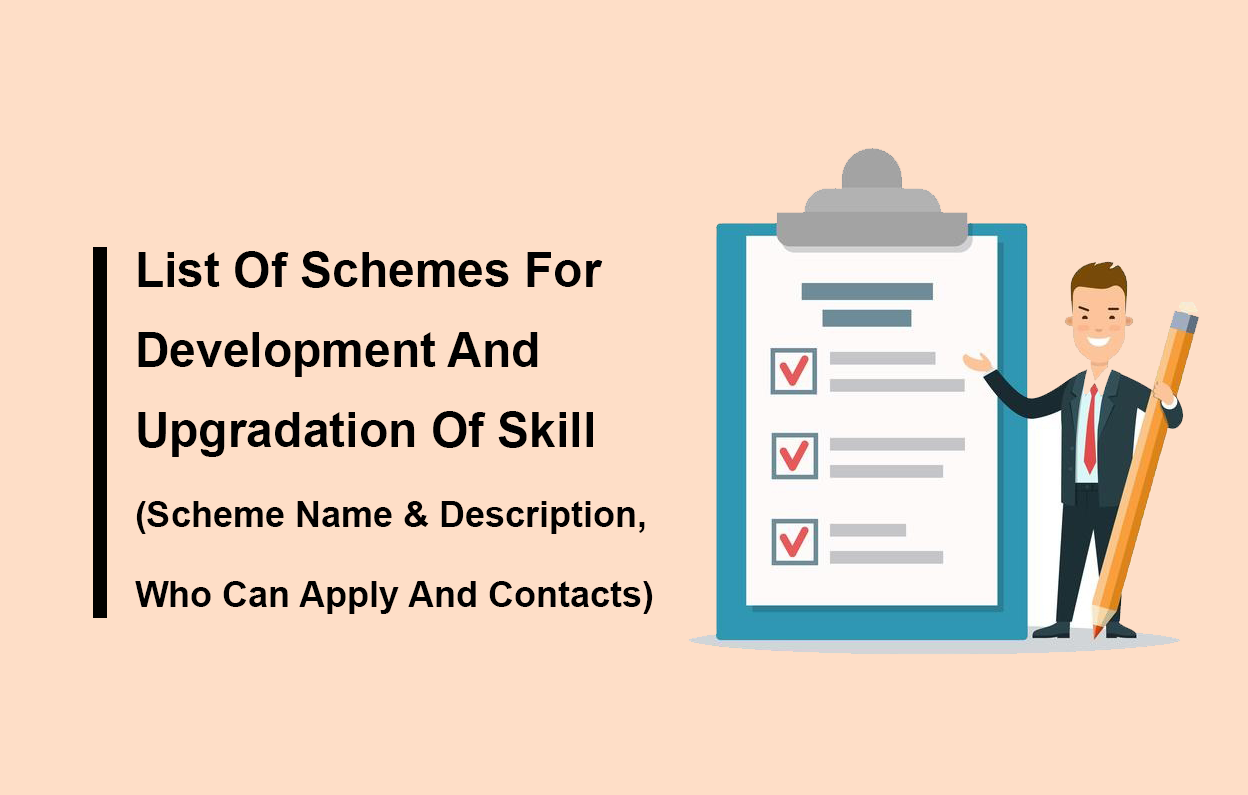 List Of Schemes For
Development And
Upgradation Of Skill
(Scheme Name & Description,
Who Can Apply And Contacts)